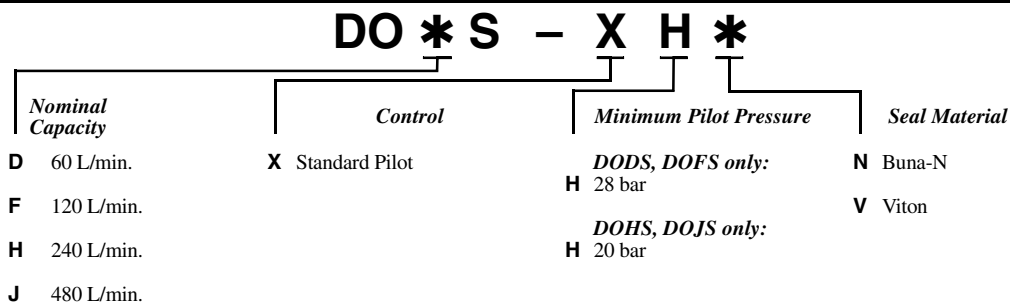 DO ✱ S – X H ✱
Nominal
Capacity
Control
Minimum Pilot Pressure
Seal Material
D 60 L/min.
X Standard Pilot
DODS, DOFS only:
H 28 bar
N Buna-N
F 120 L/min.
V Viton
DOHS, DOJS only:
H 240 L/min.
H 20 bar
J 480 L/min.